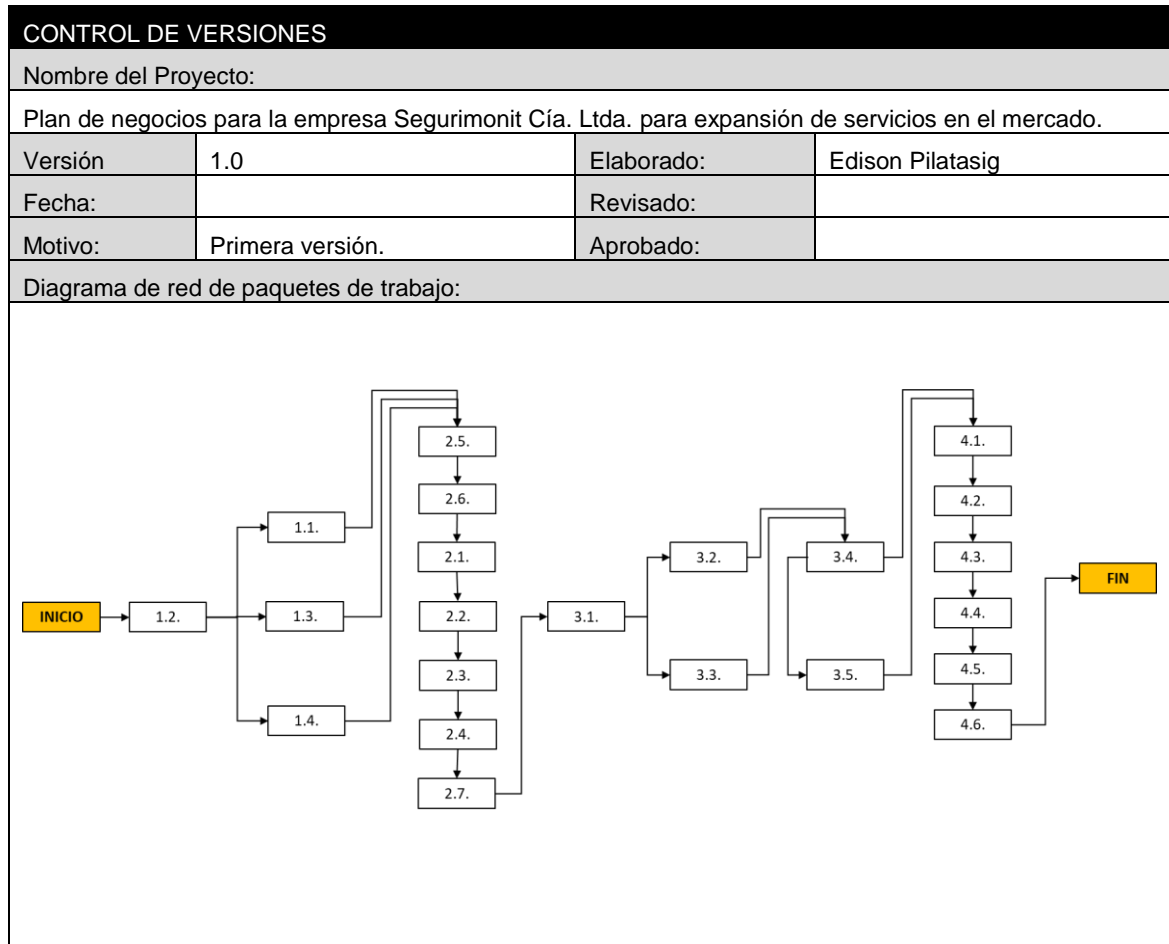 CONTROL DE VERSIONES
Nombre del Proyecto:
Plan de negocios para la empresa Segurimonit Cía. Ltda. para expansión de servicios en el mercado.
Versión 1.0 Elaborado: Edison Pilatasig
Fecha: Revisado:
Motivo: Primera versión. Aprobado:
Diagrama de red de paquetes de trabajo:
INICIO
1.2.
1.1.
1.3.
1.4.
2.5.
2.6.
2.1.
2.2.
2.3.
2.4.
2.7.
3.1.
3.2.
3.3.
3.4.
3.5.
4.1.
4.2.
4.3.
4.4.
4.5.
4.6.
FIN